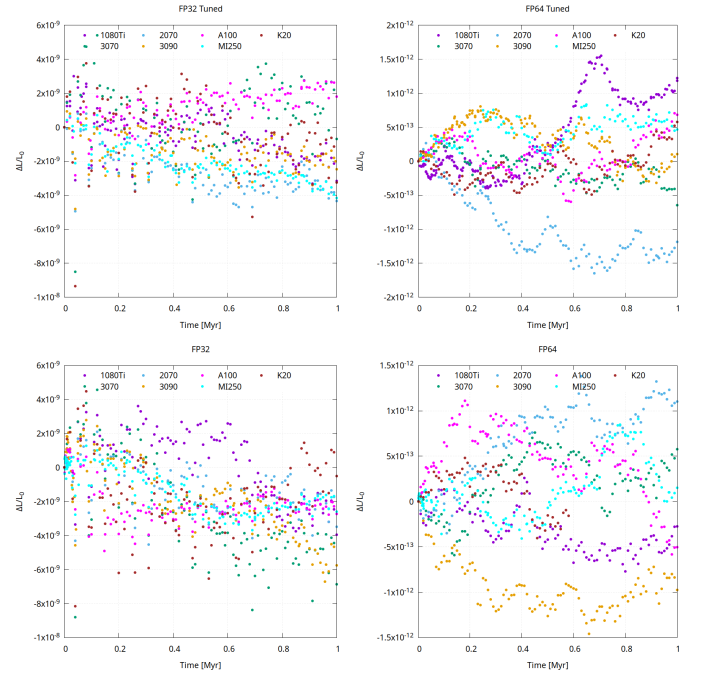 FP32 Tuned
6x10⁻⁹
4x10⁻⁹
2x10⁻⁹
0
-2x10⁻⁹
-4x10⁻⁹
-6x10⁻⁹
-8x10⁻⁹
-1x10⁻⁸
ΔL/L₀
1080Ti 2070 A100 K20
3070 3090 MI250
0 0.2 0.4 0.6 0.8 1
Time [Myr]
FP64 Tuned
2x10⁻¹²
1.5x10⁻¹²
1x10⁻¹²
5x10⁻¹³
0
-5x10⁻¹³
-1x10⁻¹²
-1.5x10⁻¹²
-2x10⁻¹²
ΔL/L₀
1080Ti 2070 A100 K20
3070 3090 MI250
0 0.2 0.4 0.6 0.8 1
Time [Myr]
FP32
6x10⁻⁹
4x10⁻⁹
2x10⁻⁹
0
-2x10⁻⁹
-4x10⁻⁹
-6x10⁻⁹
-8x10⁻⁹
-1x10⁻⁸
ΔL/L₀
1080Ti 2070 A100 K20
3070 3090 MI250
0 0.2 0.4 0.6 0.8 1
Time [Myr]
FP64
1.5x10⁻¹²
1x10⁻¹²
5x10⁻¹³
0
-5x10⁻¹³
-1x10⁻¹²
-1.5x10⁻¹²
ΔL/L₀
1080Ti 2070 A100 K20
3070 3090 MI250
0 0.2 0.4 0.6 0.8 1
Time [Myr]